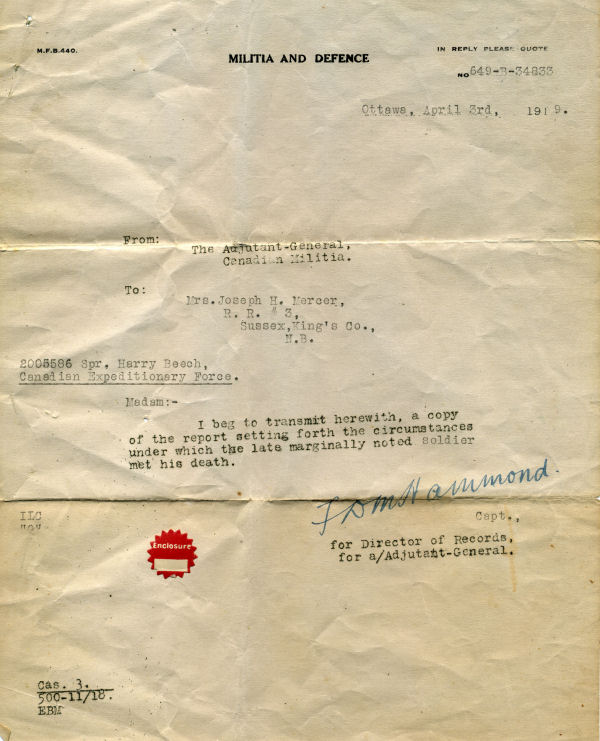 M.F.B.440.
MILITIA AND DEFENCE
IN REPLY PLEASE QUOTE
NO 649-B-34833
Ottawa, April 3rd, 1919.
From:
The Adjutant-General,
Canadian Militia.
To:
Mrs.Joseph H. Mercer,
R. R. # 3,
Sussex,King's Co.,
N.B.
2005586 Spr. Harry Beech,
Canadian Expeditionary Force.
Madam:-
I beg to transmit herewith, a copy
of the report setting forth the circumstances
under which the late marginally noted soldier
met his death.
Hammond.
Capt.,
ILC
for Director of Records,
for a/Adjutant-General.
Enclosure
Cas. 3.
500-11/18.
EBM